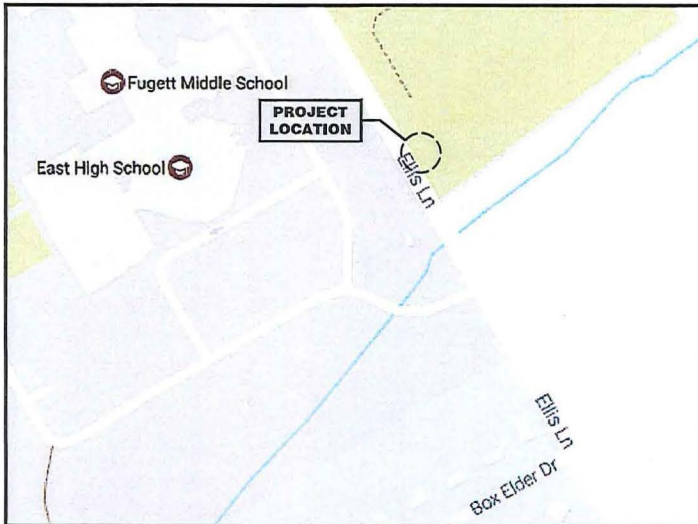 Fugett Middle School
PROJECT
LOCATION
East High School
Ellis Ln
Ellis Ln
Box Elder Dr